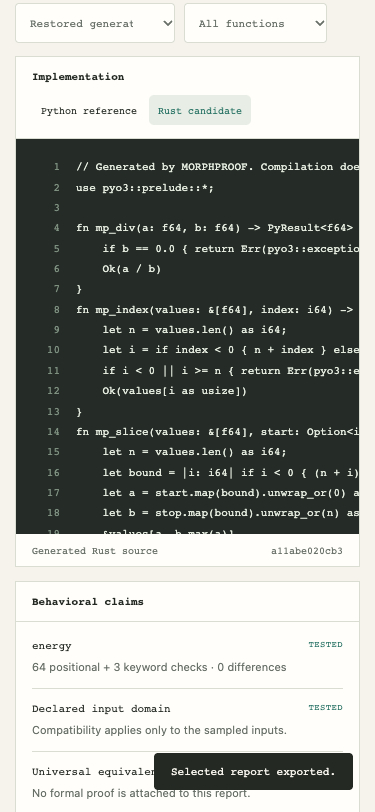 Restored generat
All functions
Implementation
Python reference
Rust candidate
1 // Generated by MORPHPROOF. Compilation doe
2 use pyo3::prelude::*;
3
4 fn mp_div(a: f64, b: f64) -> PyResult<f64>
5 if b == 0.0 { return Err(pyo3::exceptio
6 Ok(a / b)
7 }
8 fn mp_index(values: &[f64], index: i64) ->
9 let n = values.len() as i64;
10 let i = if index < 0 { n + index } else
11 if i < 0 || i >= n { return Err(pyo3::e
12 Ok(values[i as usize])
13 }
14 fn mp_slice(values: &[f64], start: Option<i
15 let n = values.len() as i64;
16 let bound = |i: i64| if i < 0 { (n + i)
17 let a = start.map(bound).unwrap_or(0) a
18 let b = stop.map(bound).unwrap_or(n) as
19 &values[a..b.max(a)]
Generated Rust source
a11abe020cb3
Behavioral claims
energy
TESTED
64 positional + 3 keyword checks · 0 differences
Declared input domain
TESTED
Compatibility applies only to the sampled inputs.
Universal equivalen
Selected report exported.
No formal proof is attached to this report.